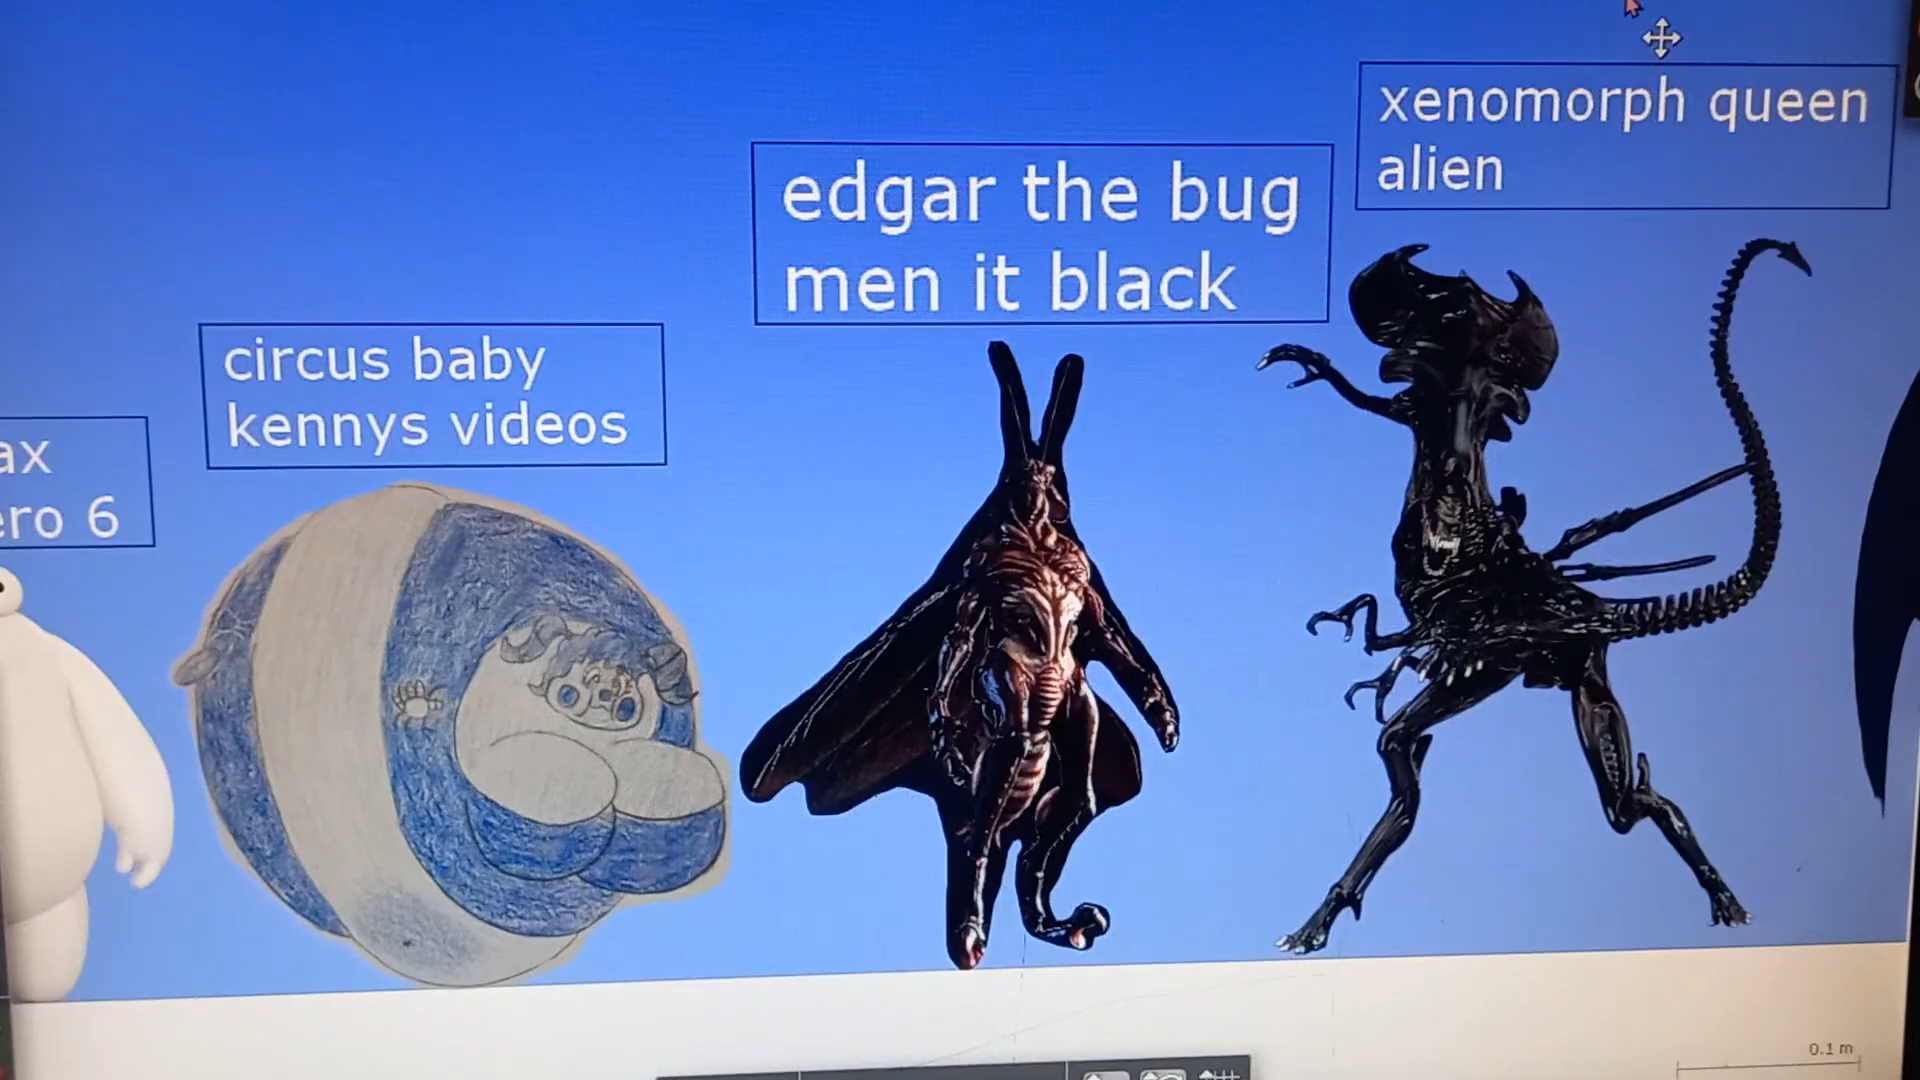 ax
ero 6
circus baby
kennys videos
edgar the bug
men it black
xenomorph queen
alien
0.1 m